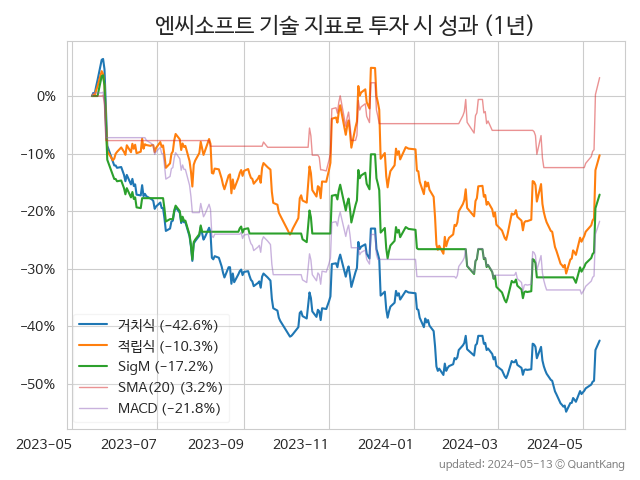 엔씨소프트 기술 지표로 투자 시 성과 (1년)
0%
−10%
−20%
−30%
−40%
−50%
거치식 (−42.6%)
적립식 (−10.3%)
SigM (−17.2%)
SMA(20) (3.2%)
MACD (−21.8%)
2023-05 2023-07 2023-09 2023-11 2024-01 2024-03 2024-05
updated: 2024-05-13 ⓒ QuantKang